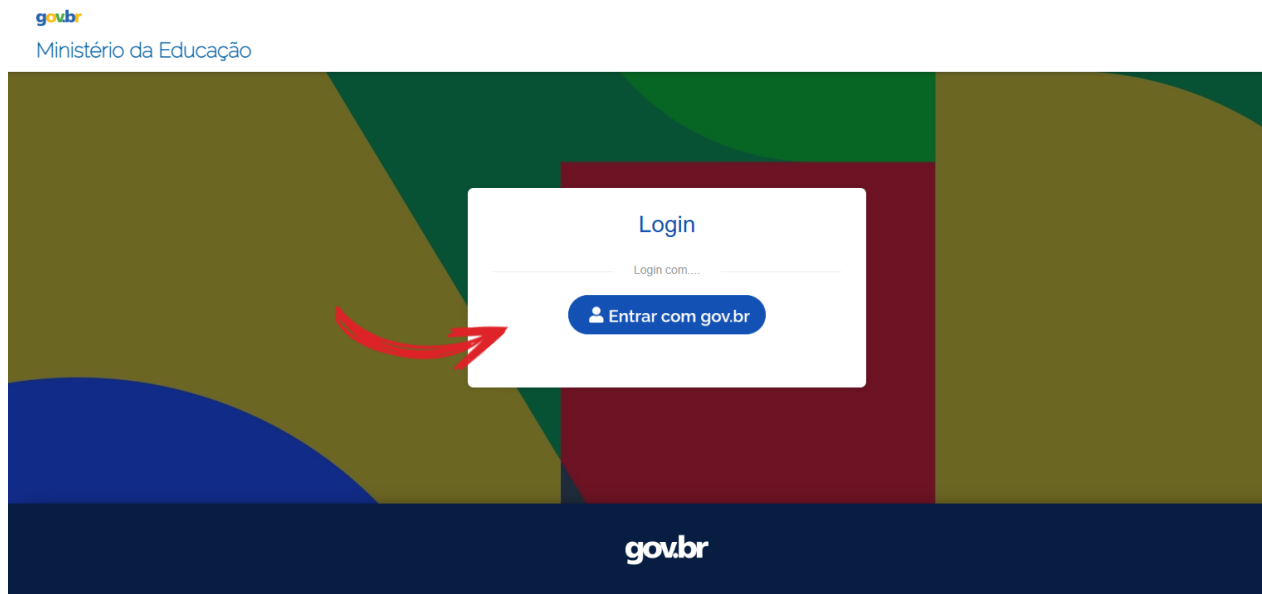 gov.br
Ministério da Educação
Login
Login com....
Entrar com gov.br
gov.br